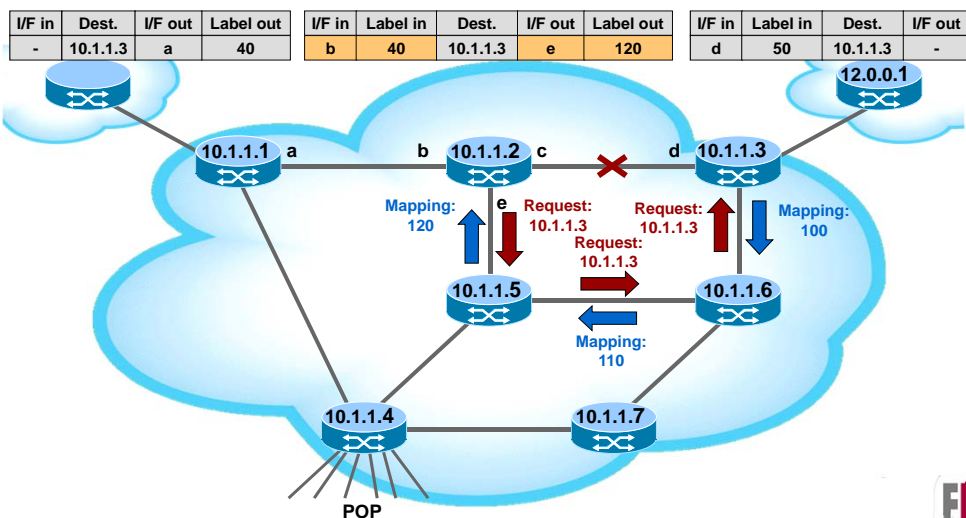 I/F in Dest. I/F out Label out
- 10.1.1.3 a 40
I/F in Label in Dest. I/F out Label out
b 40 10.1.1.3 e 120
I/F in Label in Dest. I/F out
d 50 10.1.1.3 -
12.0.0.1
10.1.1.1 a
b 10.1.1.2 c
d 10.1.1.3
Mapping:
120
e
Request:
10.1.1.3
Request:
10.1.1.3
Request:
10.1.1.3
Mapping:
100
10.1.1.5
10.1.1.6
Mapping:
110
10.1.1.4
10.1.1.7
POP
F